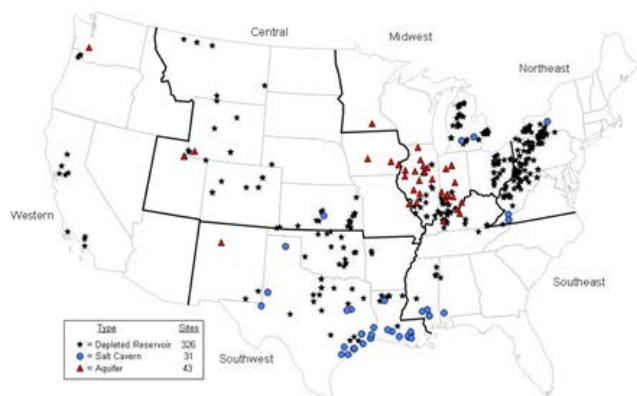 Central
Midwest
Northeast
Western
Southeast
Southwest
Type Sites
= Depleted Reservoir 326
= Salt Cavern 31
= Aquifer 43